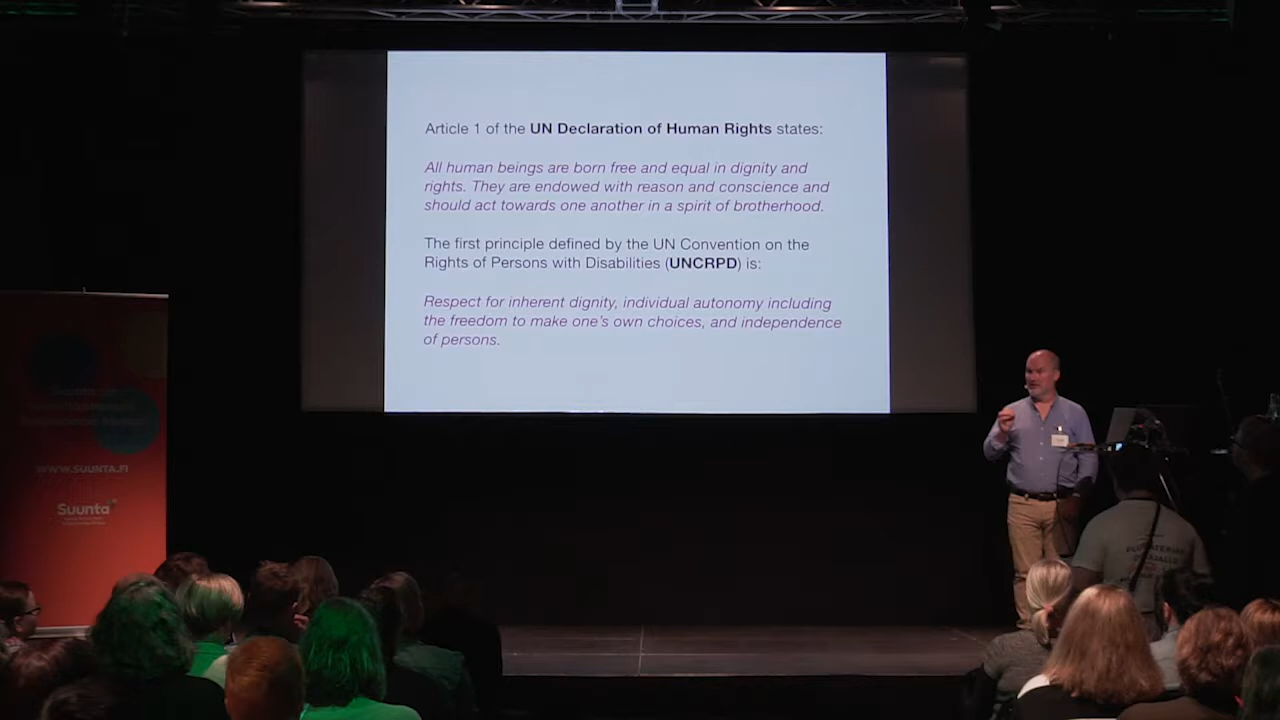 Article 1 of the UN Declaration of Human Rights states:
All human beings are born free and equal in dignity and
rights. They are endowed with reason and conscience and
should act towards one another in a spirit of brotherhood.
The first principle defined by the UN Convention on the
Rights of Persons with Disabilities (UNCRPD) is:
Respect for inherent dignity, individual autonomy including
the freedom to make one's own choices, and independence
of persons.
WWW.SUUNTA.FI
Suunta